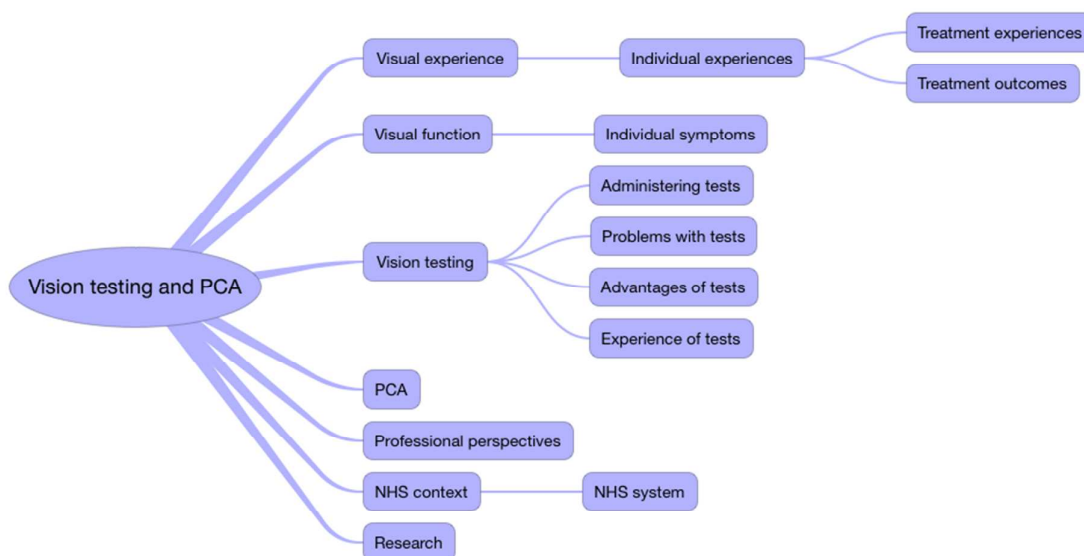 Vision testing and PCA
Visual experience
Individual experiences
Treatment experiences
Treatment outcomes
Visual function
Individual symptoms
Vision testing
Administering tests
Problems with tests
Advantages of tests
Experience of tests
PCA
Professional perspectives
NHS context
NHS system
Research